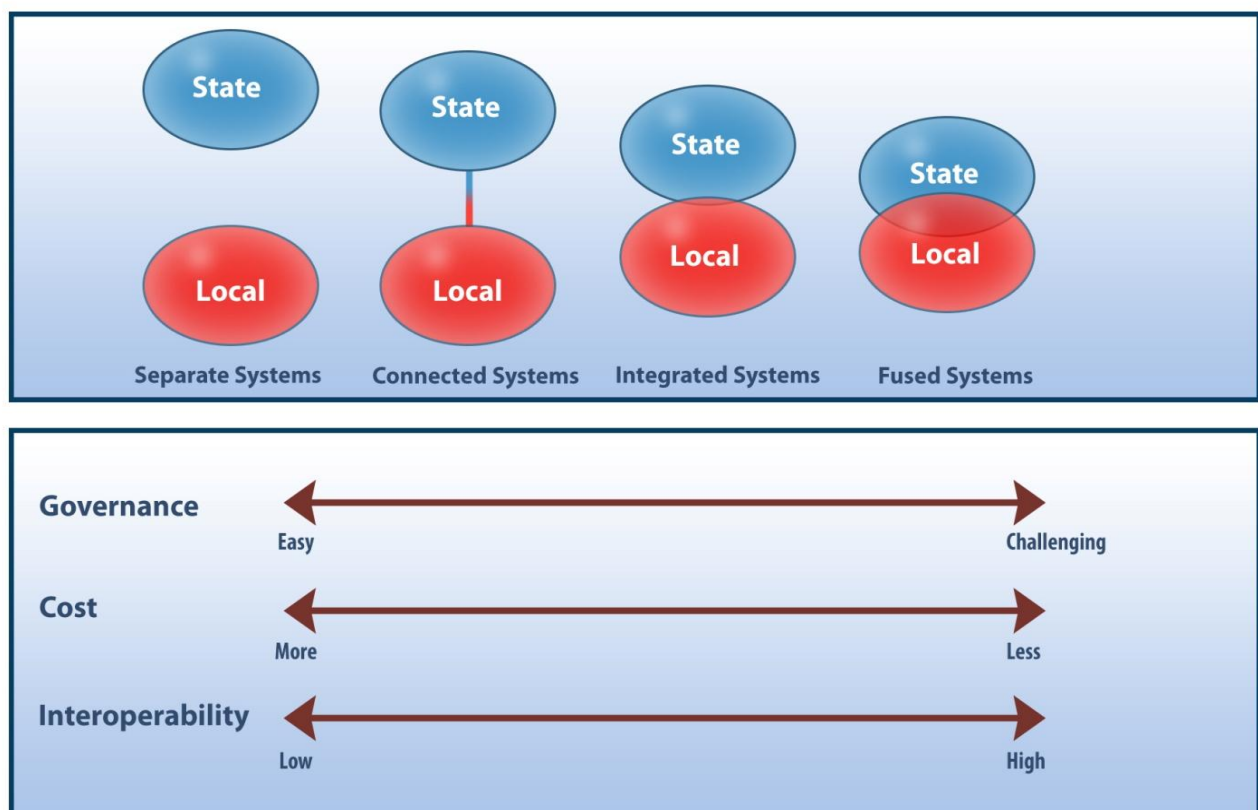 State
State
State
State
Local
Local
Local
Local
Separate Systems
Connected Systems
Integrated Systems
Fused Systems
Governance
Easy
Challenging
Cost
More
Less
Interoperability
Low
High